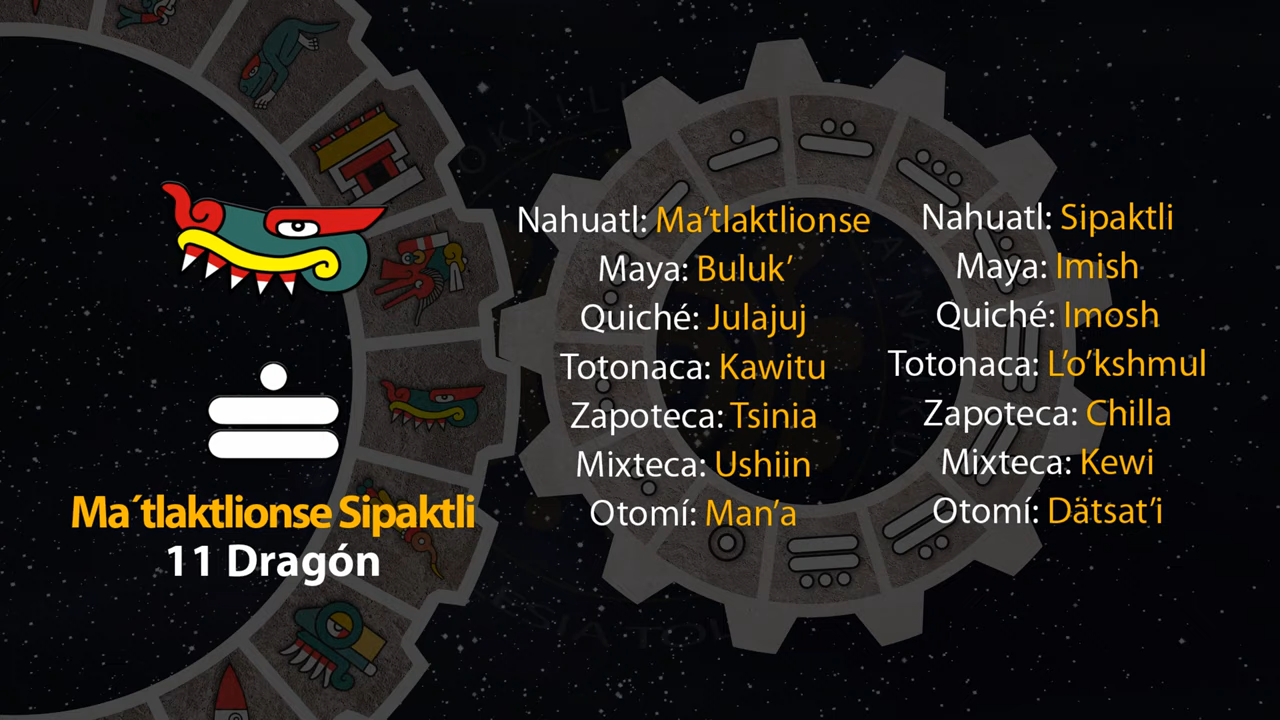 Ma´tlaktlionse Sipaktli
11 Dragón
Nahuatl: Ma’tlaktlionse
Maya: Buluk’
Quiché: Julajuj
Totonaca: Kawitu
Zapoteca: Tsinia
Mixteca: Ushiin
Otomí: Man’a
Nahuatl: Sipaktli
Maya: Imish
Quiché: Imosh
Totonaca: L’o’kshmul
Zapoteca: Chilla
Mixteca: Kewi
Otomí: Dätsat’i